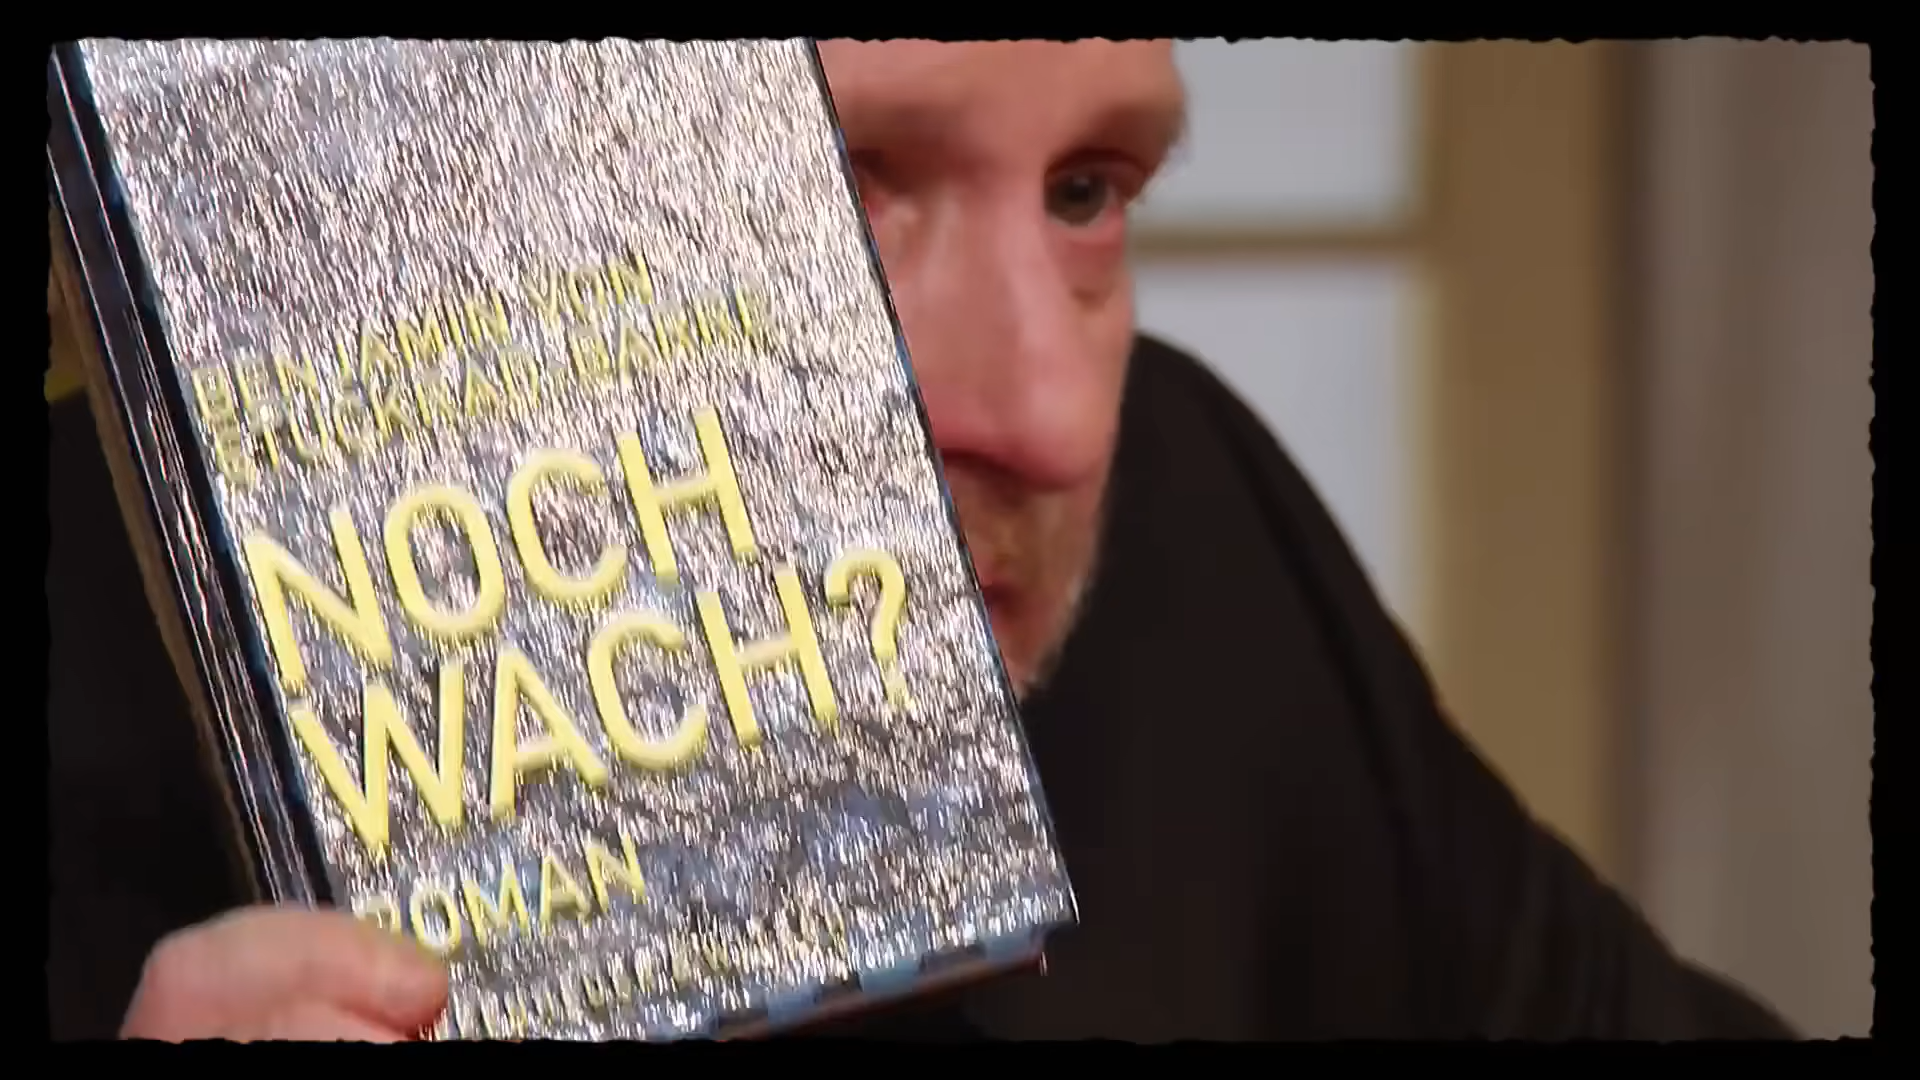 BENJAMIN VON
STUCKRAD-BARRE
NOCH
WACH?
ROMAN